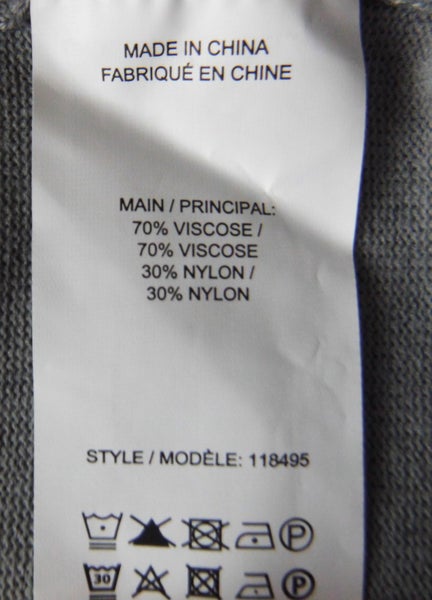 MADE IN CHINA
FABRIQUÉ EN CHINE
MAIN / PRINCIPAL:
70% VISCOSE /
70% VISCOSE
30% NYLON /
30% NYLON
STYLE / MODÈLE: 118495
P
30 P